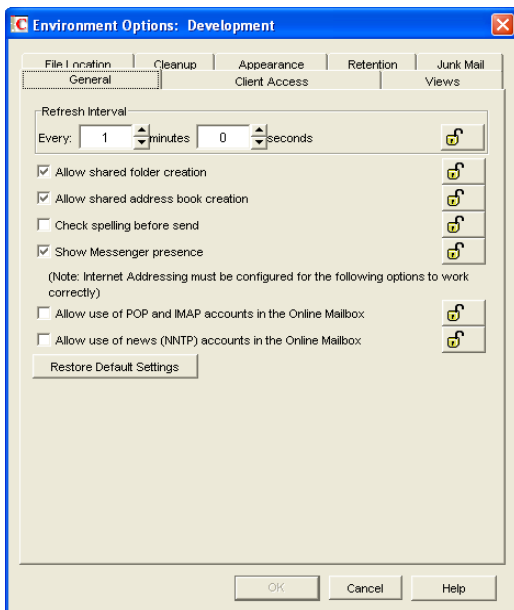 Environment Options: Development
File Location Cleanup Appearance Retention Junk Mail
General Client Access Views
Refresh Interval
Every: 1 minutes 0 seconds
Allow shared folder creation
Allow shared address book creation
Check spelling before send
Show Messenger presence
(Note: Internet Addressing must be configured for the following options to work
correctly)
Allow use of POP and IMAP accounts in the Online Mailbox
Allow use of news (NNTP) accounts in the Online Mailbox
Restore Default Settings
OK Cancel Help